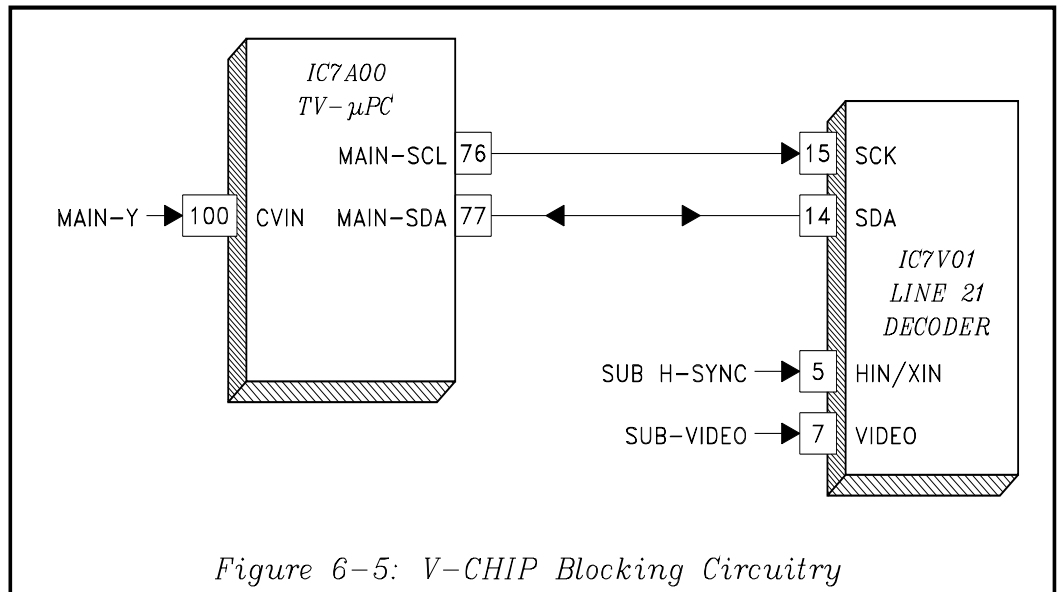 IC7A00
TV-μPC
MAIN-SCL 76
MAIN-Y 100 CVIN MAIN-SDA 77
15 SCK
14 SDA
IC7V01
LINE 21
DECODER
SUB H-SYNC 5 HIN/XIN
SUB-VIDEO 7 VIDEO
Figure 6-5: V-CHIP Blocking Circuitry